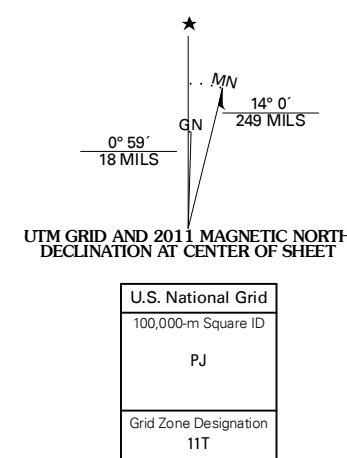 ★
MN
GN
14° 0´
249 MILS
0° 59´
18 MILS
UTM GRID AND 2011 MAGNETIC NORTH
DECLINATION AT CENTER OF SHEET
U.S. National Grid
100,000-m Square ID
PJ
Grid Zone Designation
11T